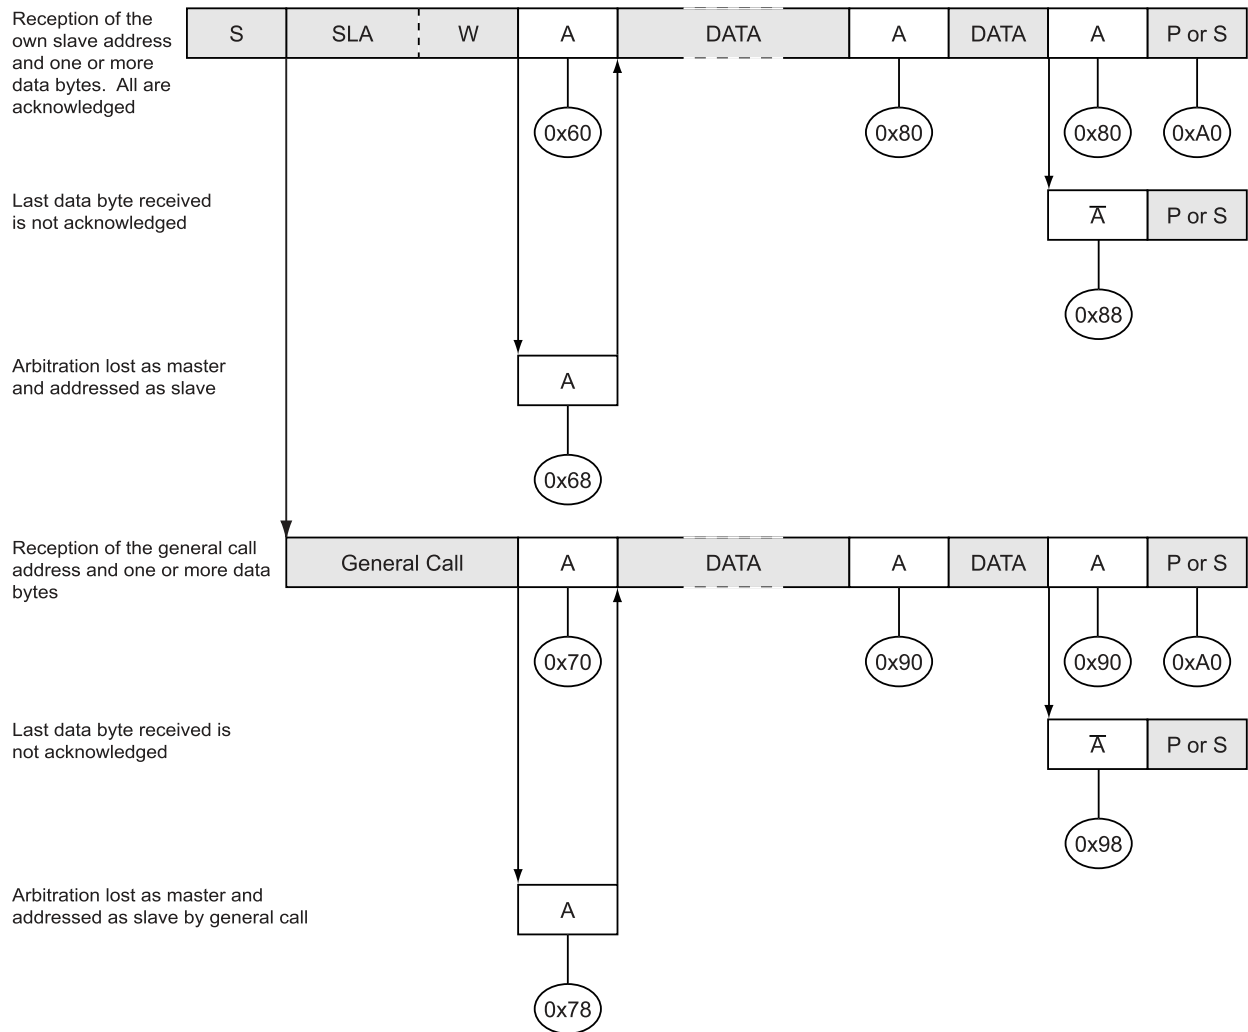 Reception of the
own slave address
and one or more
data bytes.  All are
acknowledged
S SLA W A DATA A DATA A P or S
0x60 0x80 0x80 0xA0
Last data byte received
is not acknowledged
A̅ P or S
0x88
Arbitration lost as master
and addressed as slave
A
0x68
Reception of the general call
address and one or more data
bytes
General Call A DATA A DATA A P or S
0x70 0x90 0x90 0xA0
Last data byte received is
not acknowledged
A̅ P or S
0x98
Arbitration lost as master and
addressed as slave by general call
A
0x78